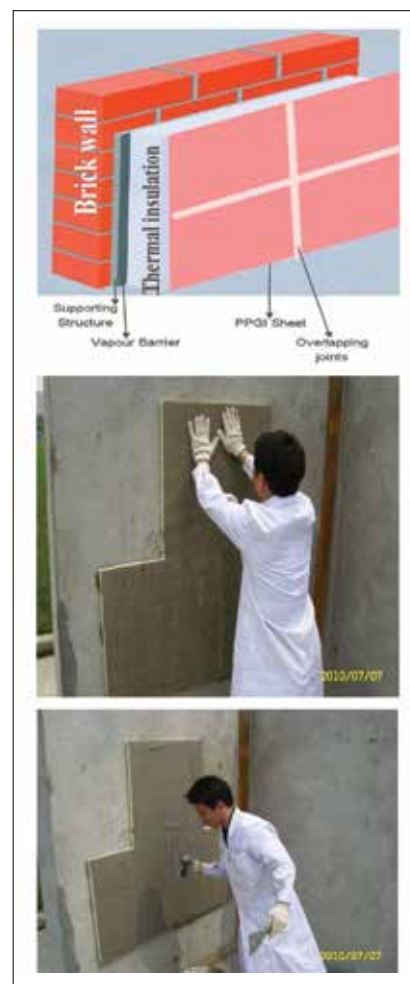 Brick wall
Thermal insulation
Supporting
Structure
Vapour Barrier
PPGI Sheet
Overlapping
joints
2010/07/07
2010/07/07